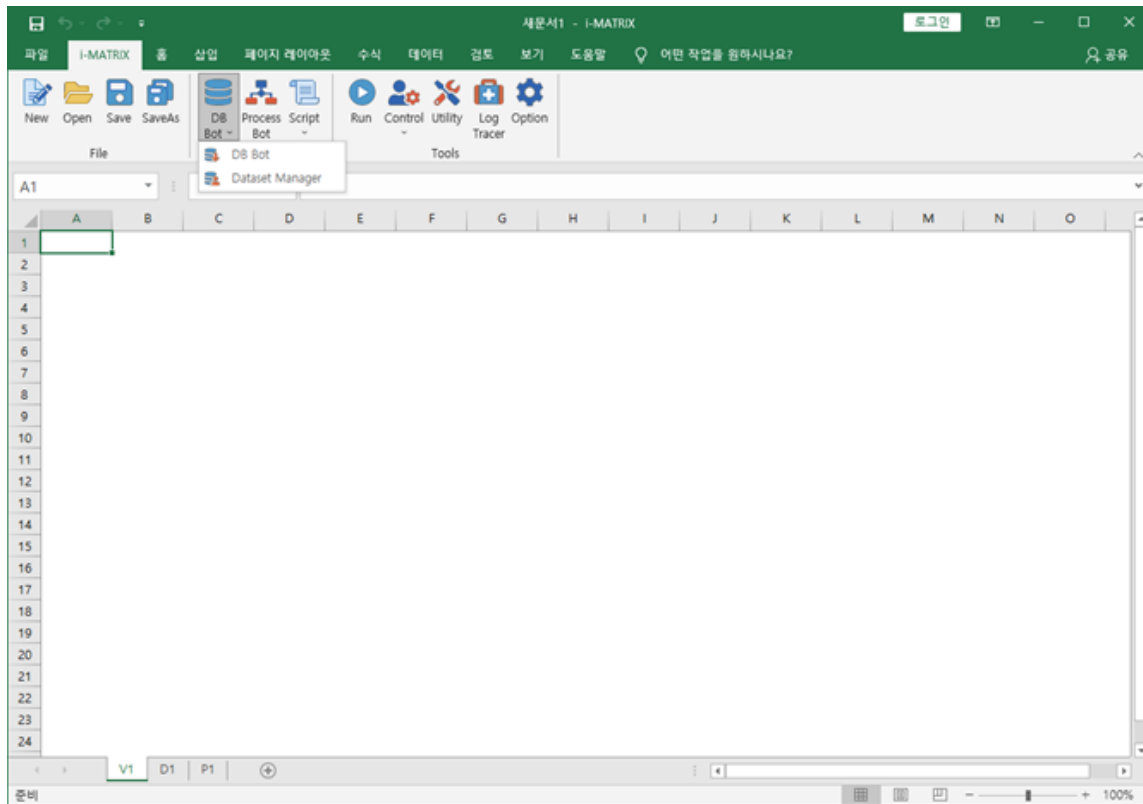 새문서1 - i-MATRIX 로그인
파일 i-MATRIX 홈 삽입 페이지 레이아웃 수식 데이터 검토 보기 도움말 어떤 작업을 원하시나요? 공유
New Open Save SaveAs DB Bot Process Bot Script Run Control Utility Log Tracer Option
File Tools
DB Bot
Dataset Manager
A1
A B C D E F G H I J K L M N O
1
2
3
4
5
6
7
8
9
10
11
12
13
14
15
16
17
18
19
20
21
22
23
24
V1 D1 P1
준비 100%